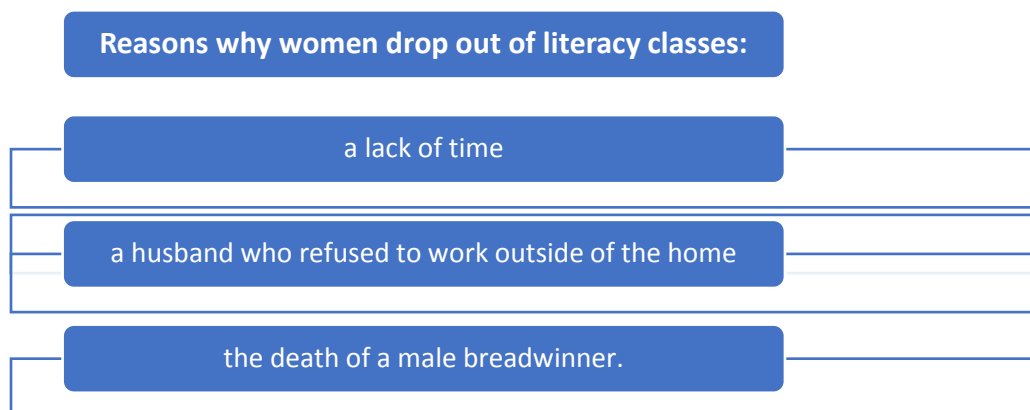 Reasons why women drop out of literacy classes:
a lack of time
a husband who refused to work outside of the home
the death of a male breadwinner.